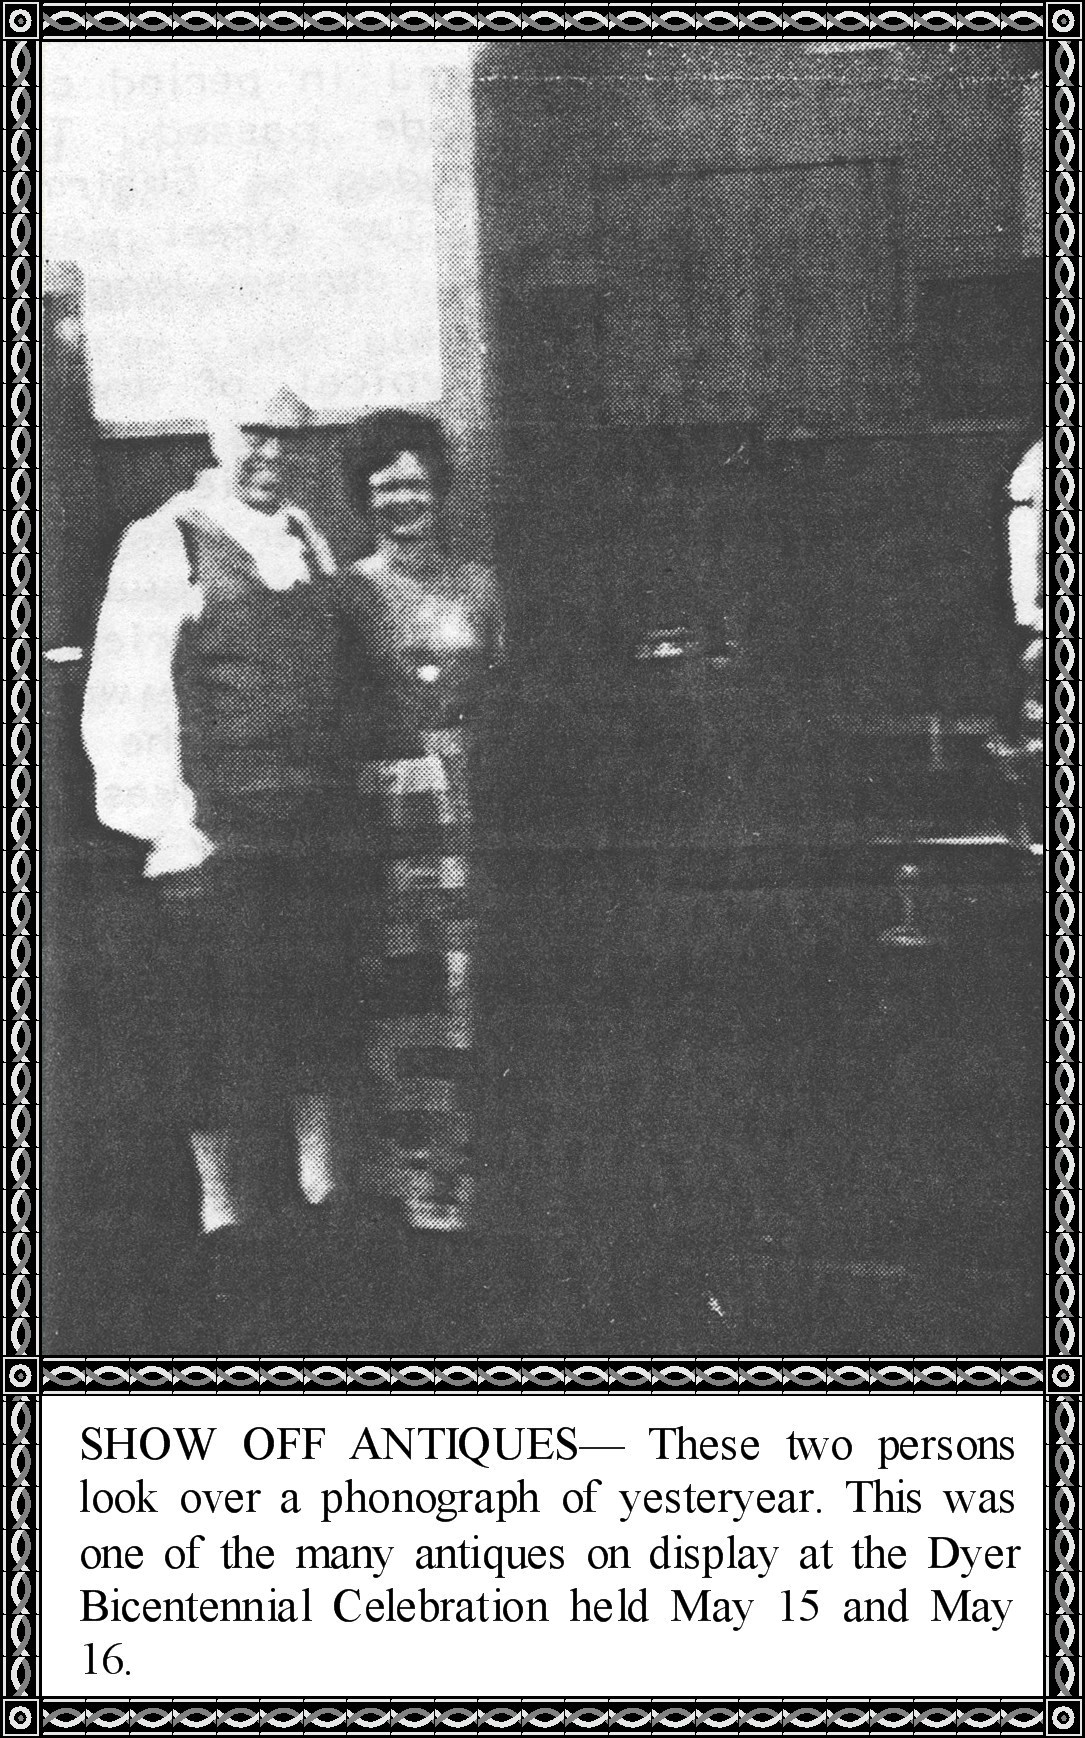 SHOW OFF ANTIQUES— These two persons
look over a phonograph of yesteryear. This was
one of the many antiques on display at the Dyer
Bicentennial Celebration held May 15 and May
16.